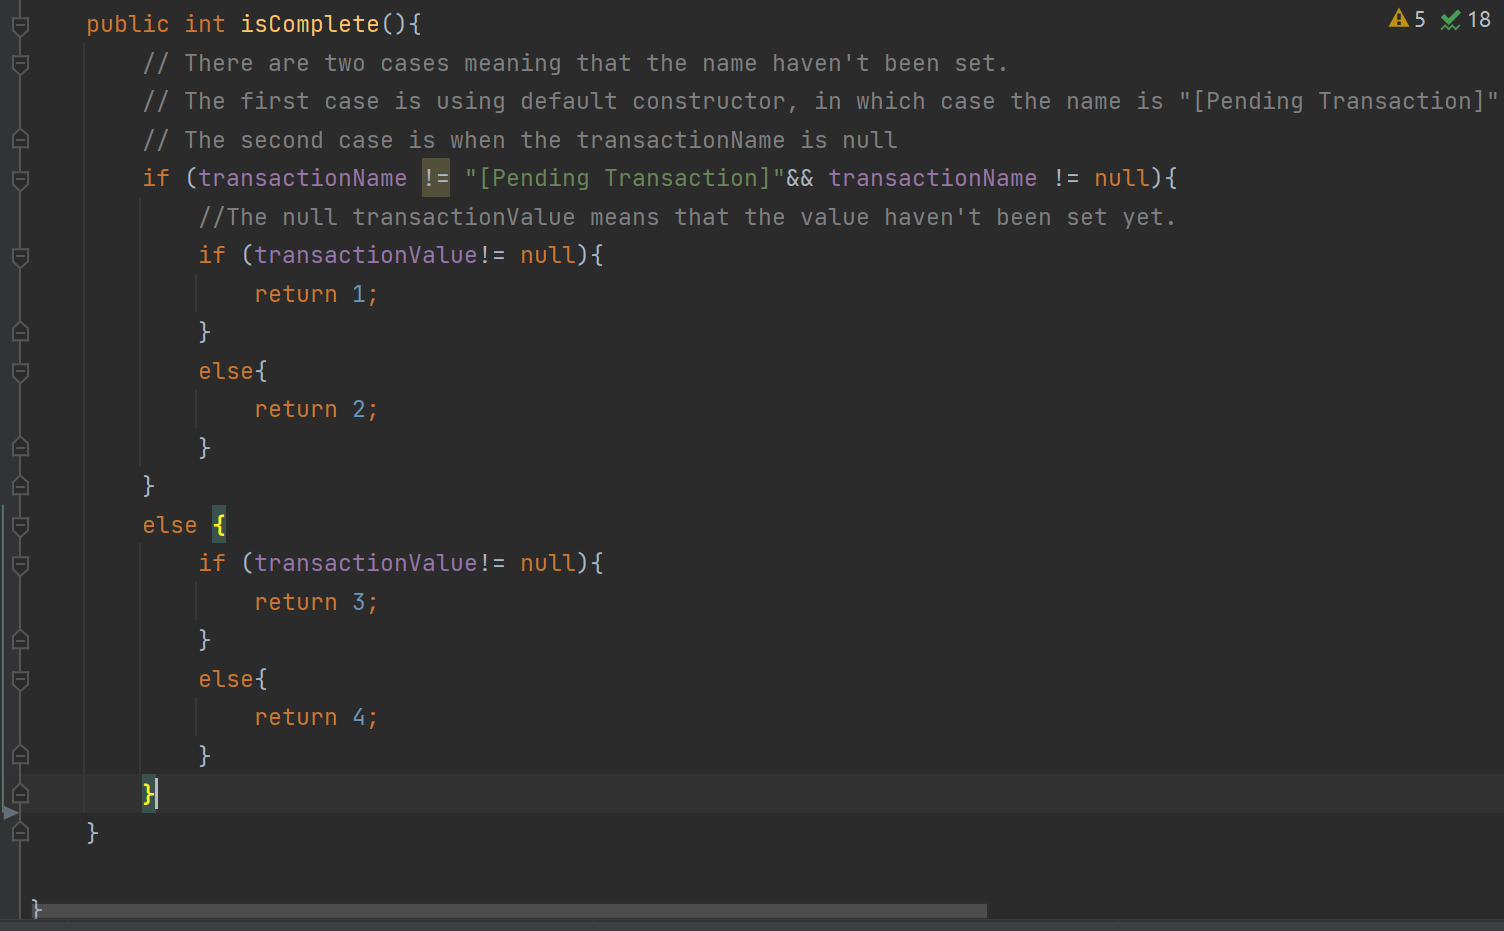 public int isComplete(){
5 18
// There are two cases meaning that the name haven't been set.
// The first case is using default constructor, in which case the name is "[Pending Transaction]"
// The second case is when the transactionName is null
if (transactionName != "[Pending Transaction]"&& transactionName != null){
//The null transactionValue means that the value haven't been set yet.
if (transactionValue!= null){
return 1;
}
else{
return 2;
}
}
else {
if (transactionValue!= null){
return 3;
}
else{
return 4;
}
}
}
}